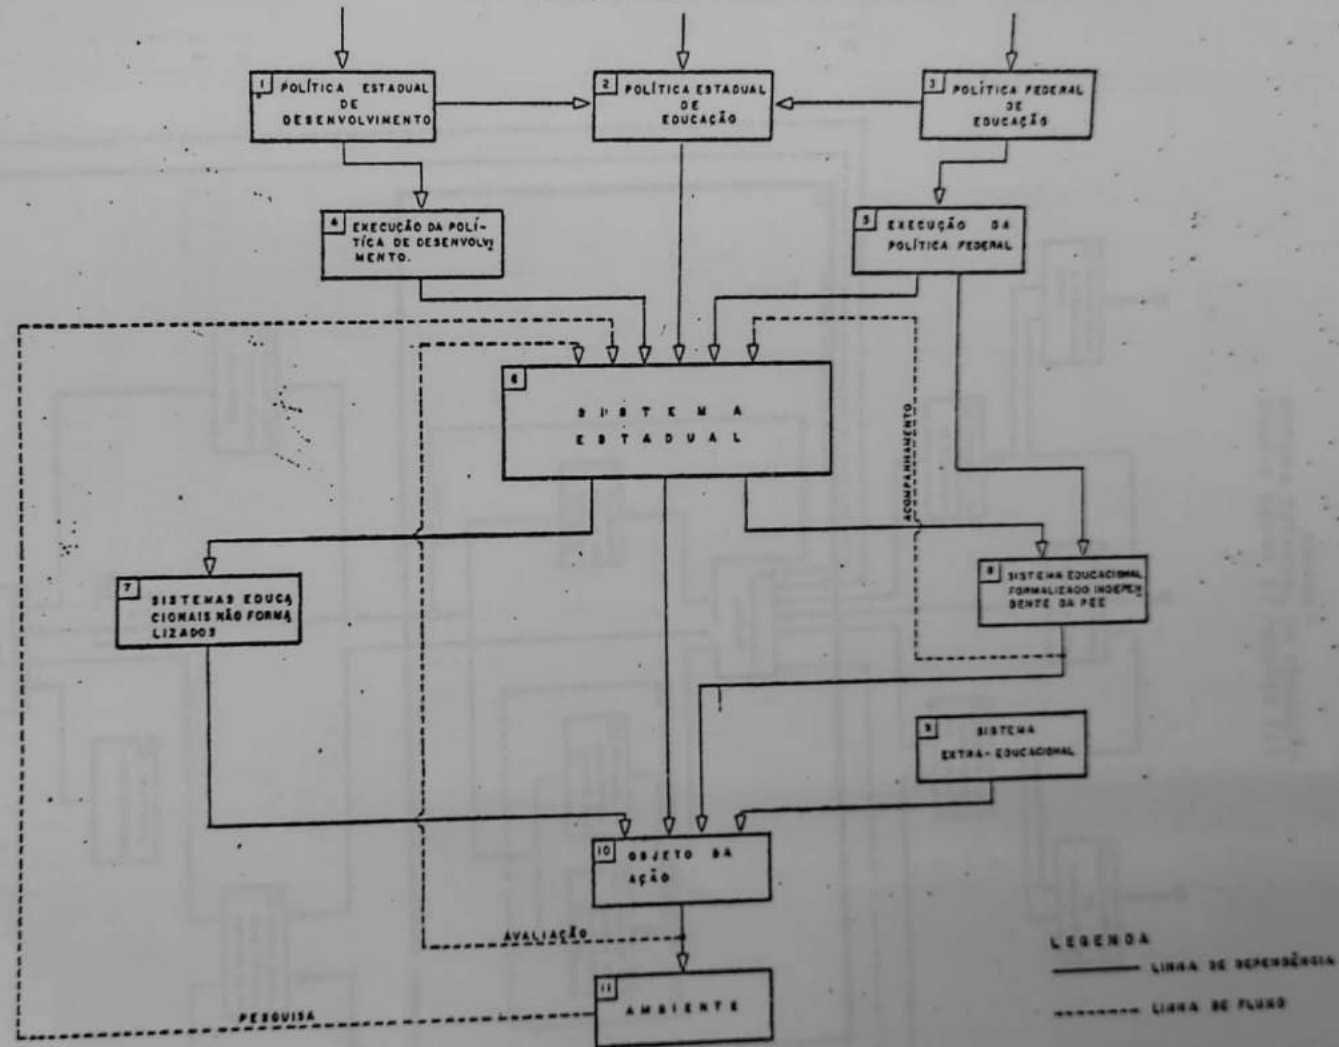 1
POLÍTICA ESTADUAL
DE
DESENVOLVIMENTO
2
POLÍTICA ESTADUAL
DE
EDUCAÇÃO
3
POLÍTICA FEDERAL
DE
EDUCAÇÃO
4
EXECUÇÃO DA POLÍ-
TÍCA DE DESENVOLVI
MENTO.
5
EXECUÇÃO DA
POLÍTICA FEDERAL
6
SISTEMA
ESTADUAL
ACOMPANHAMENTO
7
SISTEMAS EDUCA
CIONAIS NÃO FORMA
LIZADOS
8
SISTEMA EDUCACIONAL
FORMALIZADO INDEPEN
DENTE DA PEE
9
SISTEMA
EXTRA-EDUCACIONAL
10
OBJETO DA
AÇÃO
AVALIAÇÃO
11
AMBIENTE
PESQUISA
LEGENDA
LINHA DE DEPENDÊNCIA
LINHA DE FLUXO